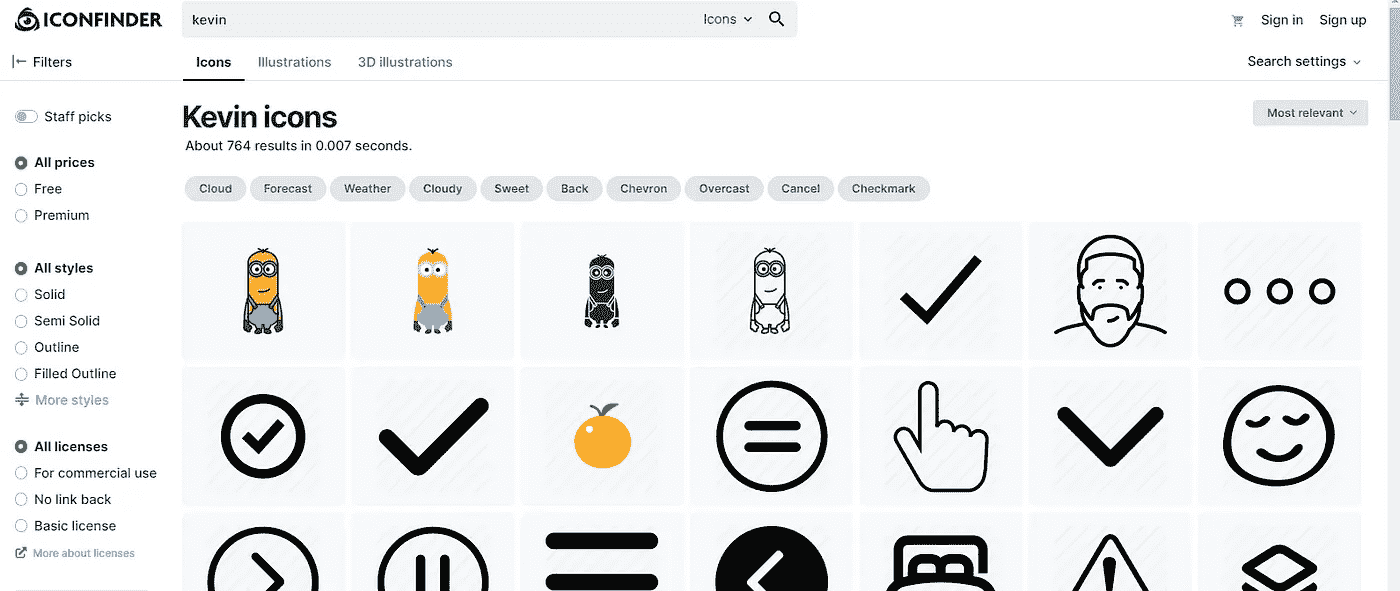 ICONFINDER
kevin
Icons
Sign in
Sign up
Filters
Icons
Illustrations
3D illustrations
Search settings
Staff picks
All prices
Free
Premium
All styles
Solid
Semi Solid
Outline
Filled Outline
More styles
All licenses
For commercial use
No link back
Basic license
More about licenses
Kevin icons
Most relevant
About 764 results in 0.007 seconds.
Cloud Forecast Weather Cloudy Sweet Back Chevron Overcast Cancel Checkmark